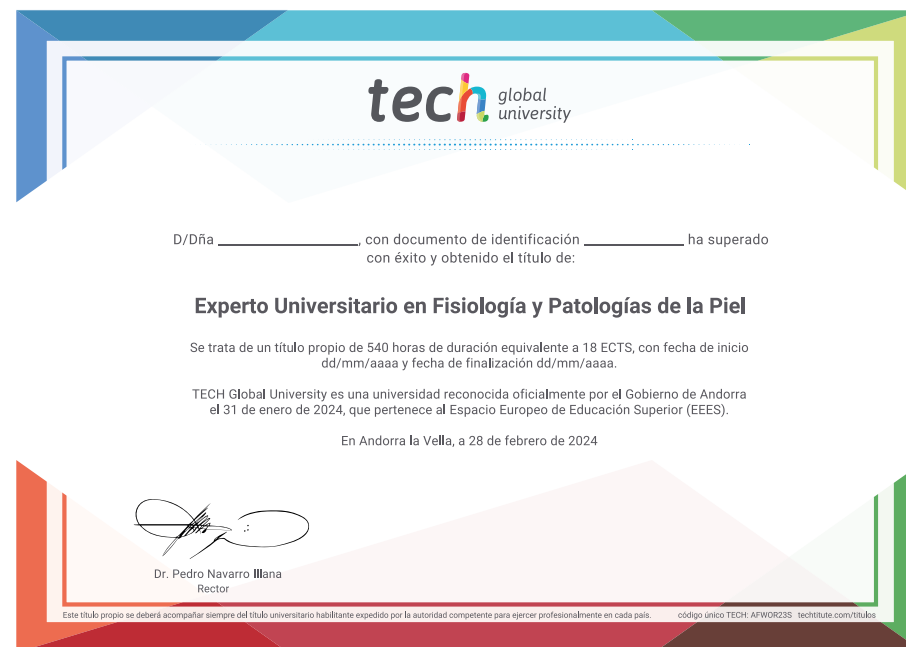 tech global university
D/Dña ____________________, con documento de identificación ______________ ha superado
con éxito y obtenido el título de:
Experto Universitario en Fisiología y Patologías de la Piel
Se trata de un título propio de 540 horas de duración equivalente a 18 ECTS, con fecha de inicio
dd/mm/aaaa y fecha de finalización dd/mm/aaaa.
TECH Global University es una universidad reconocida oficialmente por el Gobierno de Andorra
el 31 de enero de 2024, que pertenece al Espacio Europeo de Educación Superior (EEES).
En Andorra la Vella, a 28 de febrero de 2024
Dr. Pedro Navarro Illana
Rector
Este título propio se deberá acompañar siempre del título universitario habilitante expedido por la autoridad competente para ejercer profesionalmente en cada país. código único TECH: AFWOR23S techtitute.com/titulos